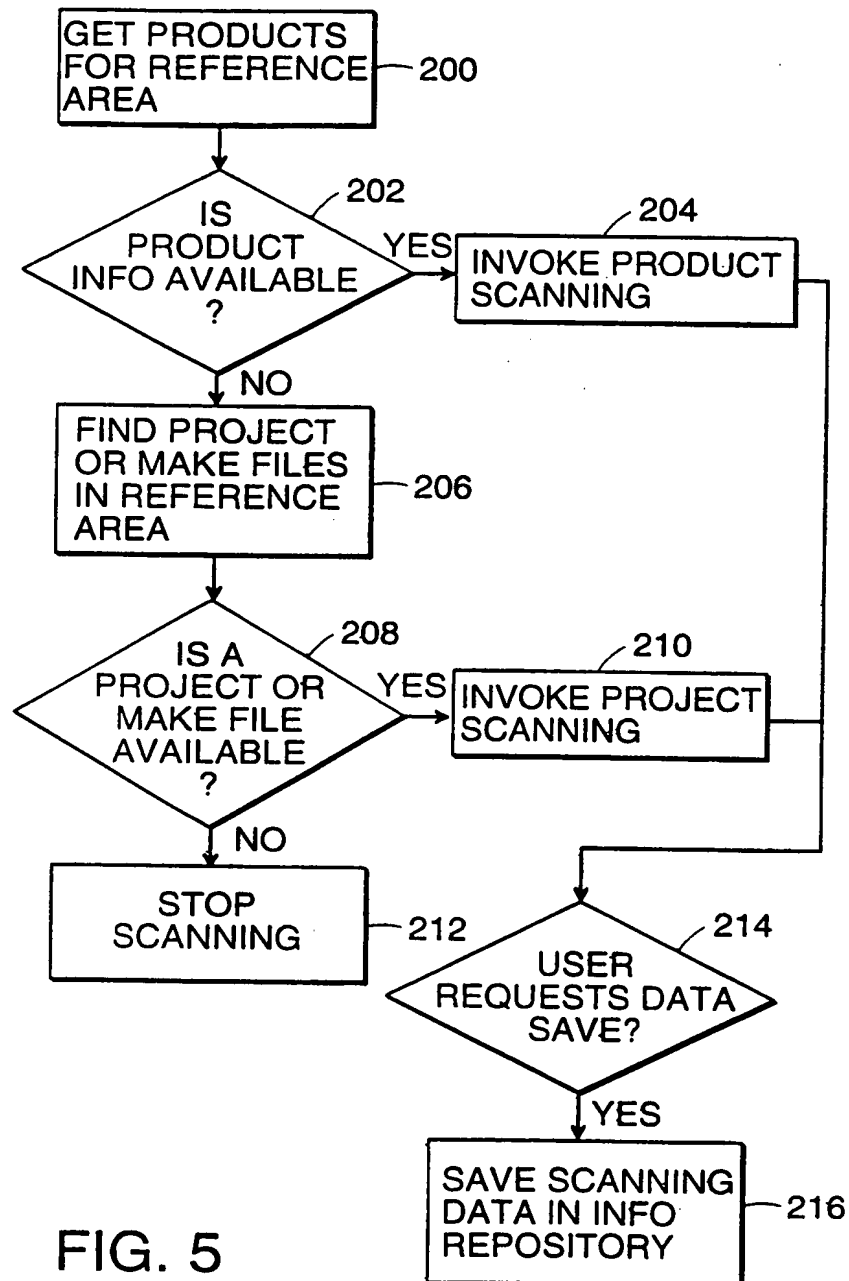 GET PRODUCTS
FOR REFERENCE
AREA
200
202
IS
PRODUCT
INFO AVAILABLE
?
YES
204
INVOKE PRODUCT
SCANNING
NO
FIND PROJECT
OR MAKE FILES
IN REFERENCE
AREA
206
208
IS A
PROJECT OR
MAKE FILE
AVAILABLE
?
YES
210
INVOKE PROJECT
SCANNING
NO
STOP
SCANNING
212
214
USER
REQUESTS DATA
SAVE?
YES
SAVE SCANNING
DATA IN INFO
REPOSITORY
216
FIG. 5